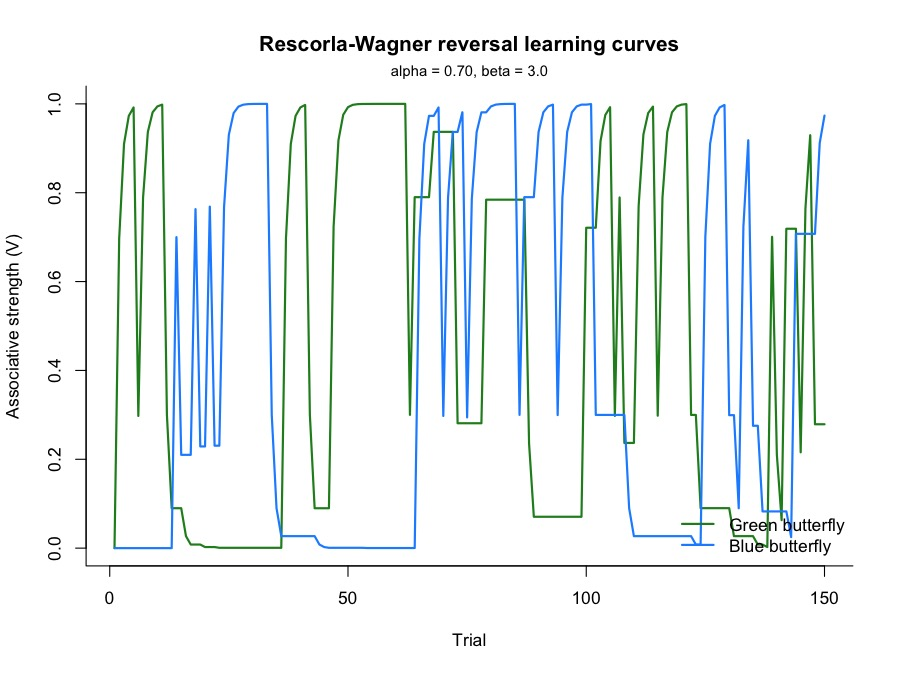 Rescorla-Wagner reversal learning curves
alpha = 0.70, beta = 3.0
Associative strength (V)
1.0
0.8
0.6
0.4
0.2
0.0
Green butterfly
Blue butterfly
0 50 100 150
Trial